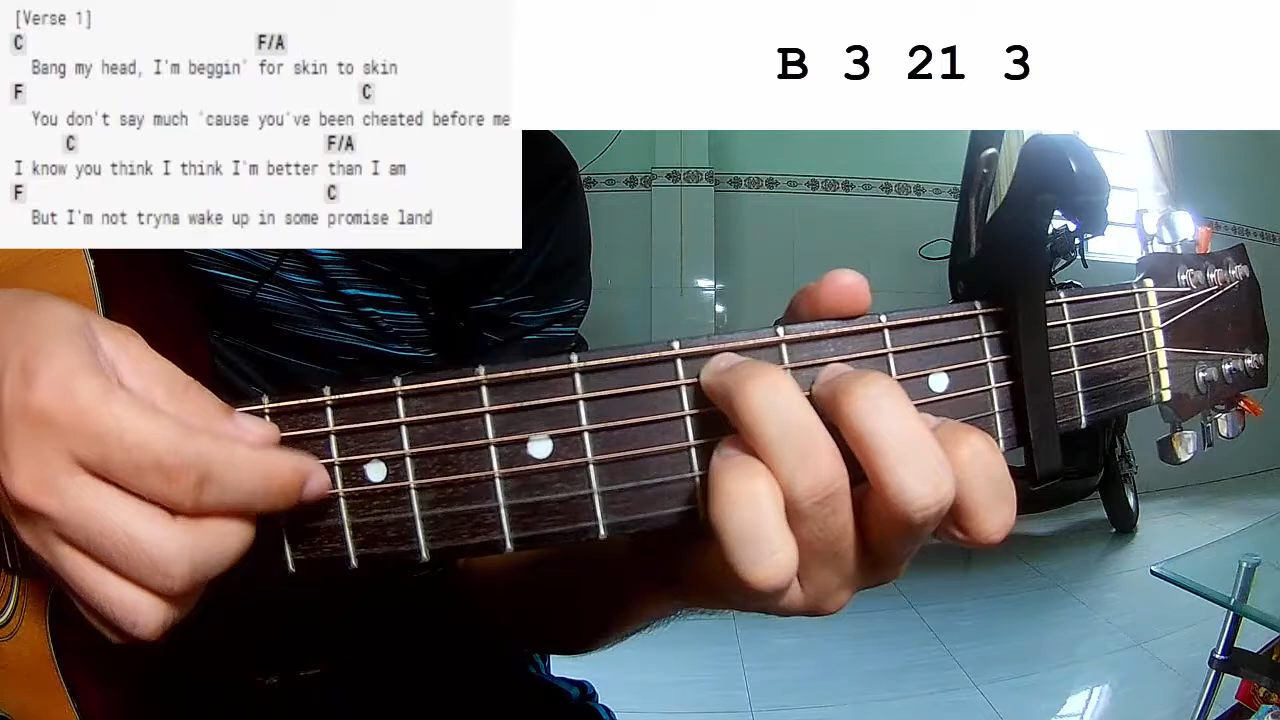 [Verse 1]
C F/A
Bang my head, I'm beggin' for skin to skin
F C
You don't say much 'cause you've been cheated before me
C F/A
I know you think I think I'm better than I am
F C
But I'm not tryna wake up in some promise land
B 3 21 3